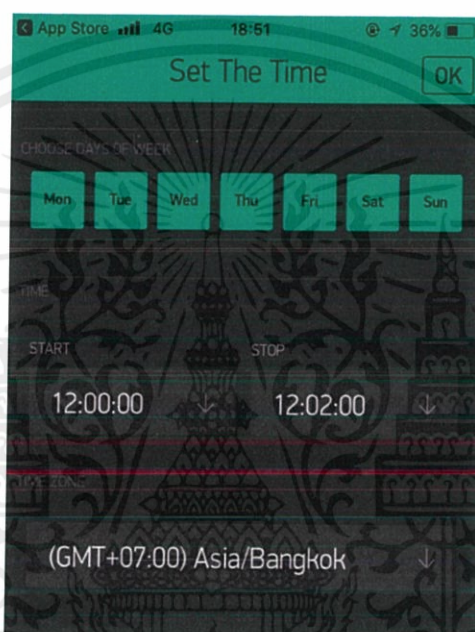 App Store 4G 18:51 36%
Set The Time OK
CHOOSE DAYS OF WEEK
Mon Tue Wed Thu Fri Sat Sun
TIME
START STOP
12:00:00 12:02:00
TIME ZONE
(GMT+07:00) Asia/Bangkok